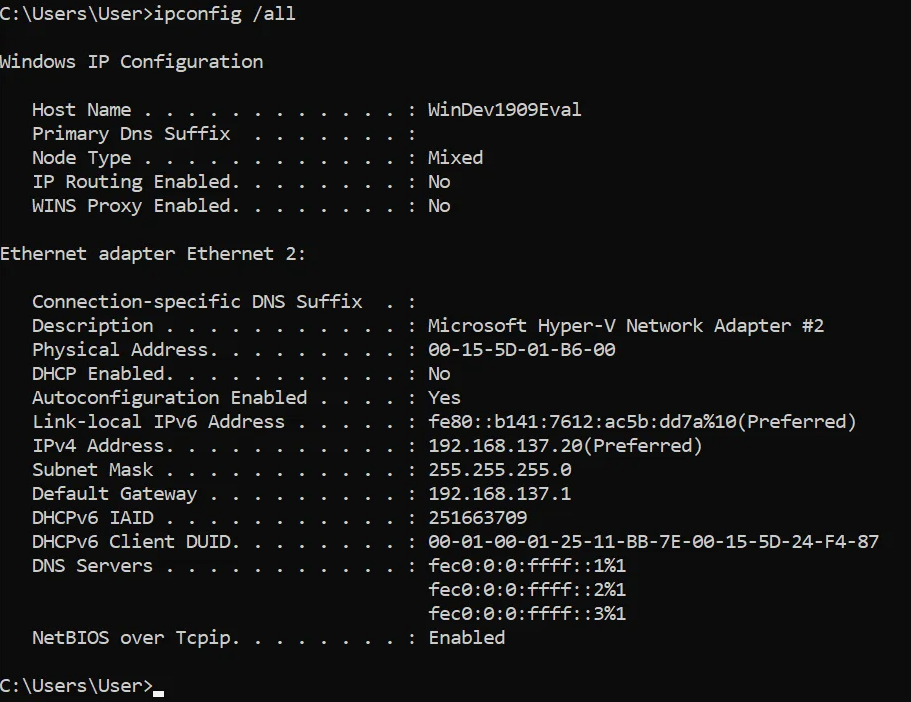 C:\Users\User>ipconfig /all
Windows IP Configuration
Host Name . . . . . . . . . . . . : WinDev1909Eval
Primary Dns Suffix  . . . . . . . :
Node Type . . . . . . . . . . . . : Mixed
IP Routing Enabled. . . . . . . . : No
WINS Proxy Enabled. . . . . . . . : No
Ethernet adapter Ethernet 2:
Connection-specific DNS Suffix  . :
Description . . . . . . . . . . . : Microsoft Hyper-V Network Adapter #2
Physical Address. . . . . . . . . : 00-15-5D-01-B6-00
DHCP Enabled. . . . . . . . . . . : No
Autoconfiguration Enabled . . . . : Yes
Link-local IPv6 Address . . . . . : fe80::b141:7612:ac5b:dd7a%10(Preferred)
IPv4 Address. . . . . . . . . . . : 192.168.137.20(Preferred)
Subnet Mask . . . . . . . . . . . : 255.255.255.0
Default Gateway . . . . . . . . . : 192.168.137.1
DHCPv6 IAID . . . . . . . . . . . : 251663709
DHCPv6 Client DUID. . . . . . . . : 00-01-00-01-25-11-BB-7E-00-15-5D-24-F4-87
DNS Servers . . . . . . . . . . . : fec0:0:0:ffff::1%1
fec0:0:0:ffff::2%1
fec0:0:0:ffff::3%1
NetBIOS over Tcpip. . . . . . . . : Enabled
C:\Users\User>